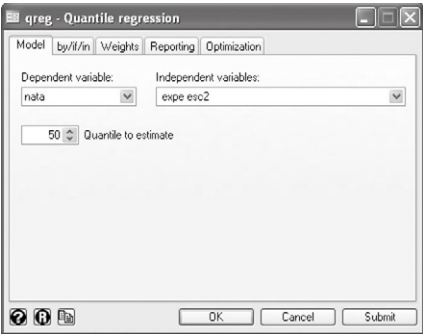 qreg - Quantile regression
Model by/if/in Weights Reporting Optimization
Dependent variable: Independent variables:
nata expe esc2
50 Quantile to estimate
? R OK Cancel Submit